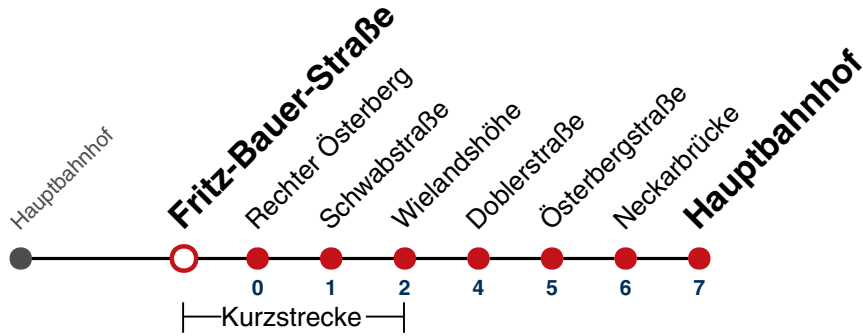 Hauptbahnhof
Fritz-Bauer-Straße
Rechter Österberg
Schwabstraße
Wielandshöhe
Doblerstraße
Österbergstraße
Neckarbrücke
Hauptbahnhof
0 1 2 4 5 6 7
Kurzstrecke